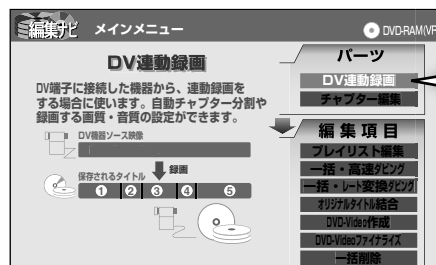 編集ナビ メインメニュー
DVD-RAM(VR
DV連動録画
DV端子に接続した機器から、連動録画を
する場合に使います。自動チャプター分割や
録画する画質・音質の設定ができます。
DV機器ソース映像
録画
保存されるタイトル
1 2 3 4 5
パーツ
DV連動録画
チャプター編集
編集項目
プレイリスト編集
一括・高速ダビング
一括・レート変換ダビング
オリジナルタイトル結合
DVD-Video作成
DVD-Videoファイナライズ
一括削除